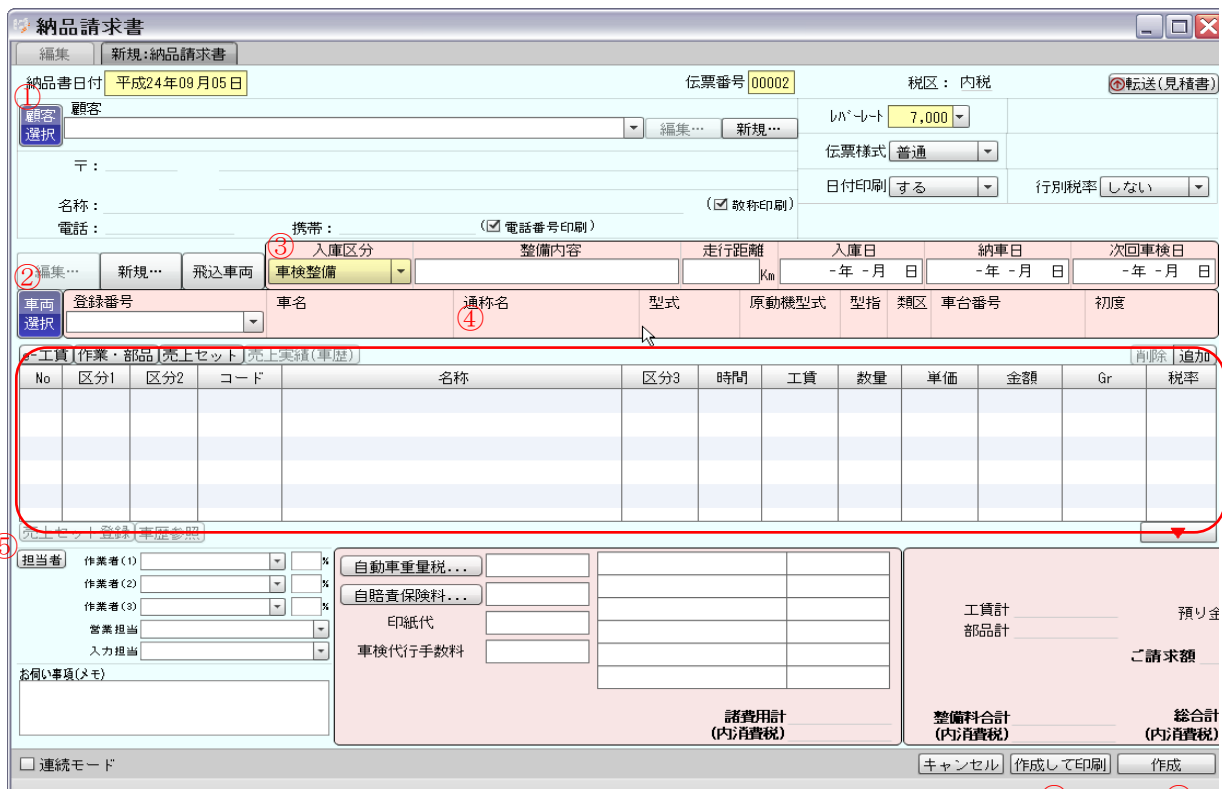 納品請求書
編集 新規:納品請求書
納品書日付 平成24年09月05日 伝票番号 00002 税区: 内税 転送(見積書)
①
顧客選択 顧客 編集… 新規… ﾚﾊﾞｰﾚｰﾄ 7,000
〒: 伝票様式 普通
日付印刷 する 行別税率 しない
名称: (☑敬称印刷)
電話: 携帯: (☑電話番号印刷)
② 編集… 新規… 飛込車両 ③ 入庫区分 整備内容 走行距離 入庫日 納車日 次回車検日
車検整備 Km -年 -月 日 -年 -月 日 -年 -月 日
車両選択 登録番号 車名 通称名 型式 原動機型式 型指 類区 車台番号 初度
④
e-工賃 作業・部品 売上セット 売上実績(車歴) 削除 追加
No 区分1 区分2 コード 名称 区分3 時間 工賃 数量 単価 金額 Gr 税率
売上セット登録 車歴参照
⑤
担当者 作業者(1) % 自動車重量税...
作業者(2) % 自賠責保険料...
作業者(3) % 印紙代 工賃計 預り金
営業担当 部品計
入力担当 車検代行手数料 ご請求額
お伺い事項(メモ)
諸費用計 整備料合計 総合計
(内消費税) (内消費税) (内消費税)
連続モード キャンセル 作成して印刷 作成